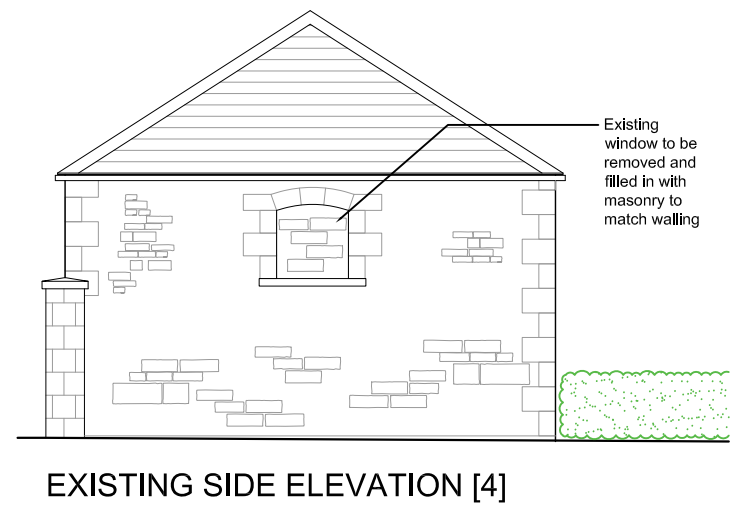 Existing
window to be
removed and
filled in with
masonry to
match walling
EXISTING SIDE ELEVATION [4]